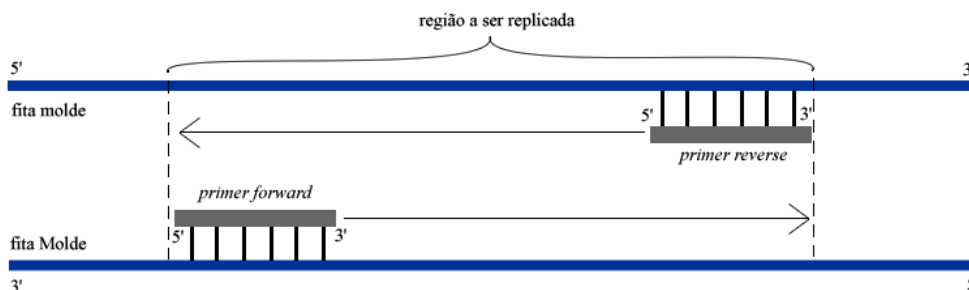 região a ser replicada
5'
3'
fita molde
5'
3'
primer reverse
primer forward
5'
3'
fita Molde
3'